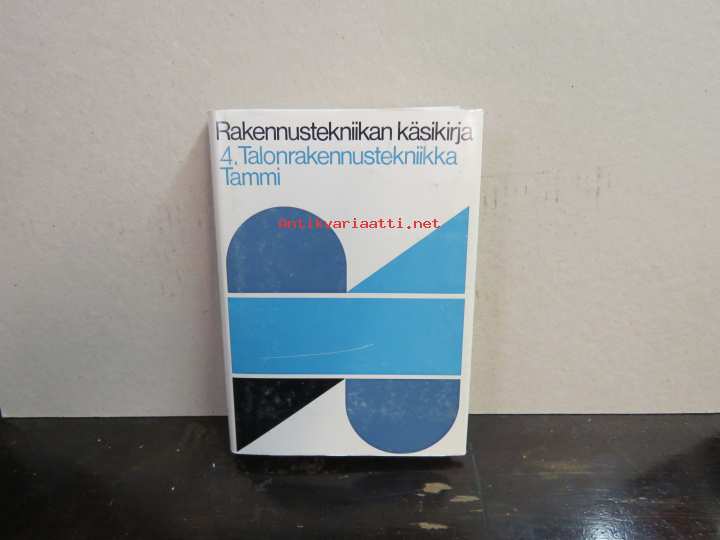 Rakennustekniikan käsikirja
4. Talonrakennustekniikka
Tammi
Antikvariaatti.net